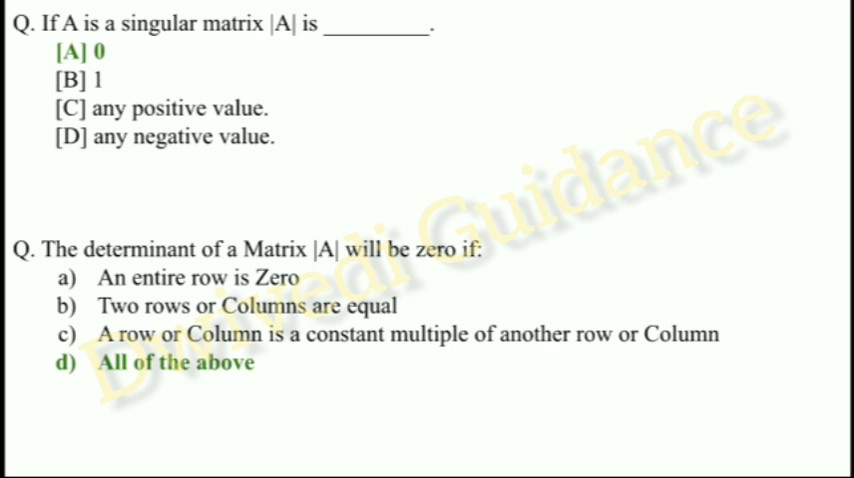 Q. If A is a singular matrix |A| is _________.
[A] 0
[B] 1
[C] any positive value.
[D] any negative value.
Dwivedi Guidance
Q. The determinant of a Matrix |A| will be zero if:
a) An entire row is Zero
b) Two rows or Columns are equal
c) A row or Column is a constant multiple of another row or Column
d) All of the above